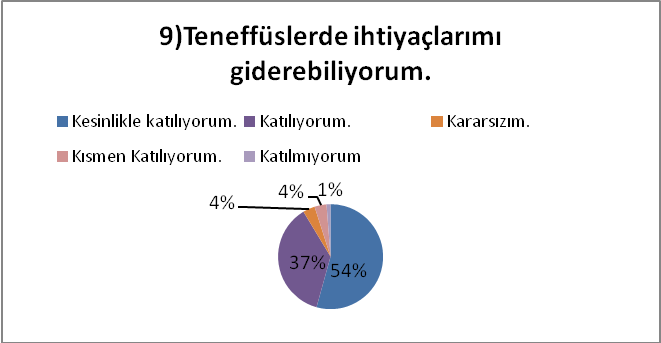 9)Teneffüslerde ihtiyaçlarımı
giderebiliyorum.
Kesinlikle katılıyorum. Katılıyorum. Kararsızım.
Kısmen Katılıyorum. Katılmıyorum
4% 4% 1%
37% 54%